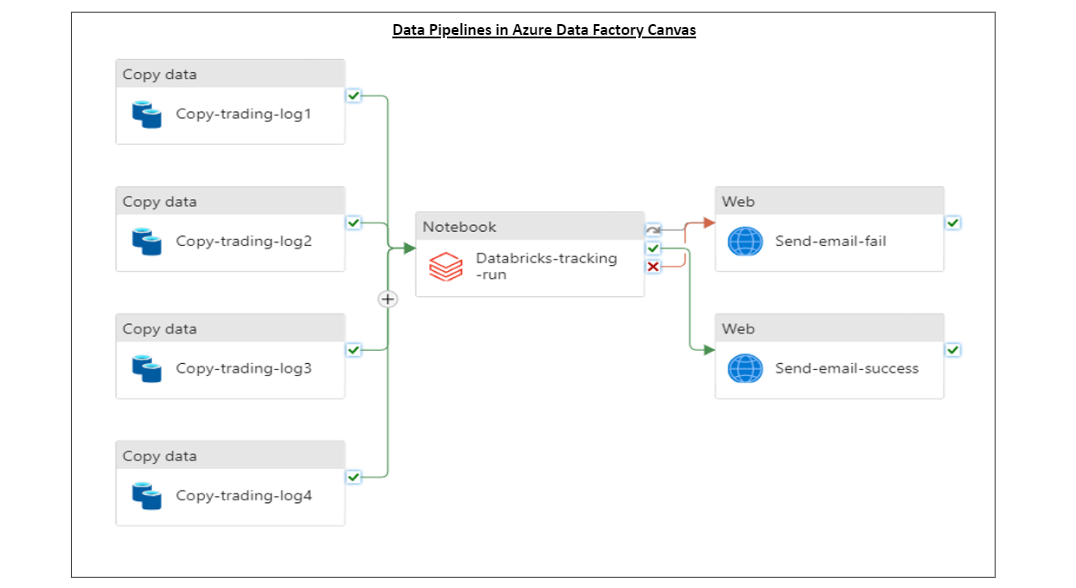 Data Pipelines in Azure Data Factory Canvas
Copy data
Copy-trading-log1
Copy data
Copy-trading-log2
Copy data
Copy-trading-log3
Copy data
Copy-trading-log4
Notebook
Databricks-tracking
-run
Web
Send-email-fail
Web
Send-email-success